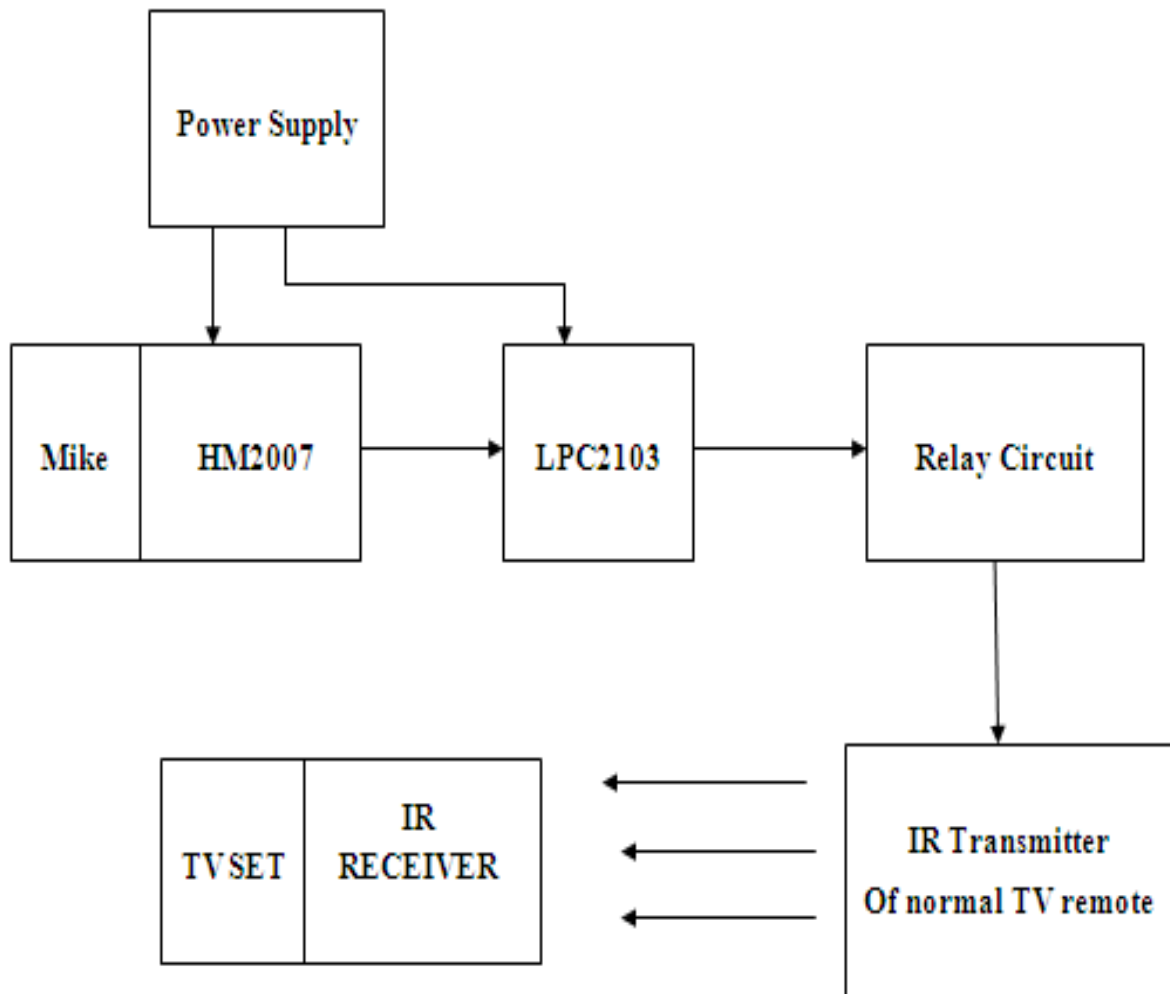 Power Supply
Mike
HM2007
LPC2103
Relay Circuit
TV SET
IR
RECEIVER
IR Transmitter
Of normal TV remote